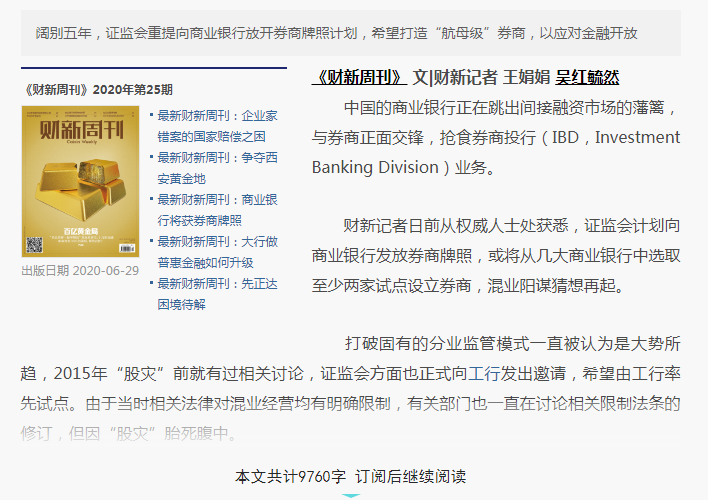 阔别五年，证监会重提向商业银行放开券商牌照计划，希望打造“航母级”券商，以应对金融开放
《财新周刊》2020年第25期
财新周刊
Caixin Weekly
百亿黄金局
出版日期 2020-06-29
最新财新周刊：企业家
错案的国家赔偿之困
最新财新周刊：争夺西
安黄金地
最新财新周刊：商业银
行将获券商牌照
最新财新周刊：大行做
普惠金融如何升级
最新财新周刊：先正达
困境待解
《财新周刊》 文|财新记者 王娟娟 吴红毓然
中国的商业银行正在跳出间接融资市场的藩篱，
与券商正面交锋，抢食券商投行（IBD，Investment
Banking Division）业务。
财新记者日前从权威人士处获悉，证监会计划向
商业银行发放券商牌照，或将从几大商业银行中选取
至少两家试点设立券商，混业阳谋猜想再起。
打破固有的分业监管模式一直被认为是大势所
趋，2015年“股灾”前就有过相关讨论，证监会方面也正式向工行发出邀请，希望由工行率
先试点。由于当时相关法律对混业经营均有明确限制，有关部门也一直在讨论相关限制法条的
修订，但因“股灾”胎死腹中。
本文共计9760字 订阅后继续阅读